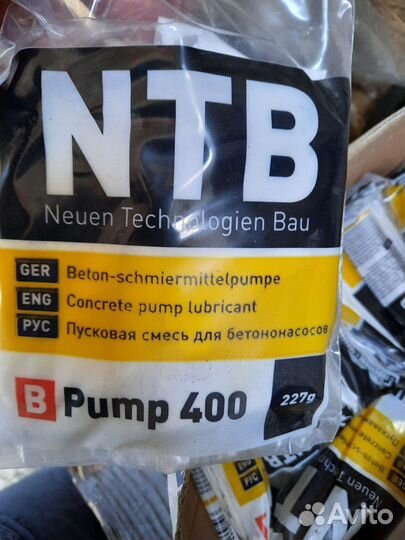 NTB
Neuen Technologien Bau
GER Beton-schmiermittelpumpe
ENG Concrete pump lubricant
РУС Пусковая смесь для бетононасосов
B Pump 400 227g
Avito